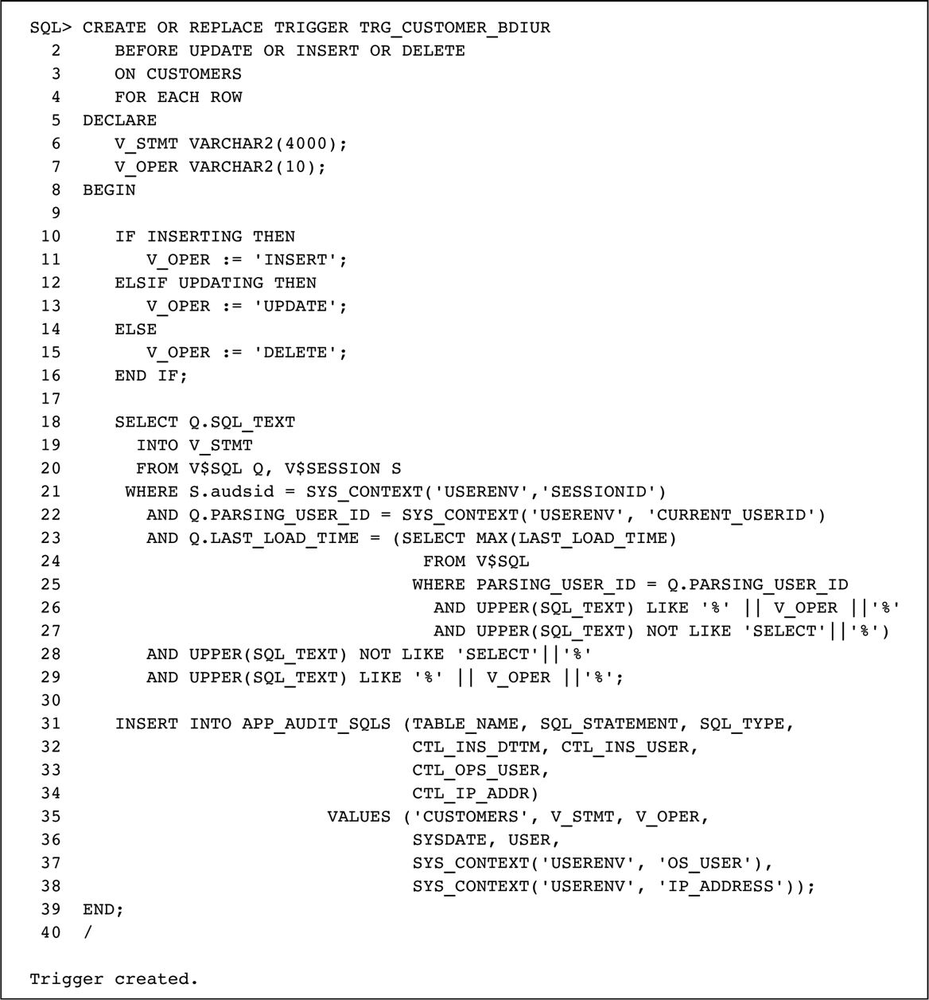 SQL> CREATE OR REPLACE TRIGGER TRG_CUSTOMER_BDIUR
  2     BEFORE UPDATE OR INSERT OR DELETE
  3     ON CUSTOMERS
  4     FOR EACH ROW
  5  DECLARE
  6     V_STMT VARCHAR2(4000);
  7     V_OPER VARCHAR2(10);
  8  BEGIN
  9
 10     IF INSERTING THEN
 11        V_OPER := 'INSERT';
 12     ELSIF UPDATING THEN
 13        V_OPER := 'UPDATE';
 14     ELSE
 15        V_OPER := 'DELETE';
 16     END IF;
 17
 18     SELECT Q.SQL_TEXT
 19       INTO V_STMT
 20       FROM V$SQL Q, V$SESSION S
 21      WHERE S.audsid = SYS_CONTEXT('USERENV','SESSIONID')
 22        AND Q.PARSING_USER_ID = SYS_CONTEXT('USERENV', 'CURRENT_USERID')
 23        AND Q.LAST_LOAD_TIME = (SELECT MAX(LAST_LOAD_TIME)
 24                                  FROM V$SQL
 25                                 WHERE PARSING_USER_ID = Q.PARSING_USER_ID
 26                                   AND UPPER(SQL_TEXT) LIKE '%' || V_OPER ||'%'
 27                                   AND UPPER(SQL_TEXT) NOT LIKE 'SELECT'||'%')
 28        AND UPPER(SQL_TEXT) NOT LIKE 'SELECT'||'%'
 29        AND UPPER(SQL_TEXT) LIKE '%' || V_OPER ||'%';
 30
 31     INSERT INTO APP_AUDIT_SQLS (TABLE_NAME, SQL_STATEMENT, SQL_TYPE,
 32                                 CTL_INS_DTTM, CTL_INS_USER,
 33                                 CTL_OPS_USER,
 34                                 CTL_IP_ADDR)
 35                         VALUES ('CUSTOMERS', V_STMT, V_OPER,
 36                                 SYSDATE, USER,
 37                                 SYS_CONTEXT('USERENV', 'OS_USER'),
 38                                 SYS_CONTEXT('USERENV', 'IP_ADDRESS'));
 39  END;
 40  /
Trigger created.